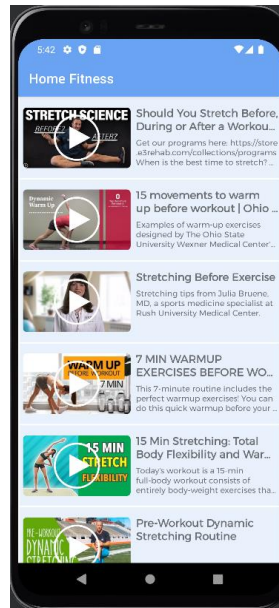 5:42
Home Fitness
STRETCH SCIENCE
BEFORE?
AFTER?
Should You Stretch Before,
During or After a Workou...
Get our programs here: https://store
.e3rehab.com/collections/programs
When is the best time to stretch? ...
Dynamic
Warm Up
15 movements to warm
up before workout | Ohio ...
Examples of warm-up exercises
designed by The Ohio State
University Wexner Medical Center'...
Stretching Before Exercise
Stretching tips from Julia Bruene,
MD, a sports medicine specialist at
Rush University Medical Center.
WARM UP
BEFORE WORKOUT
7 MIN
7 MIN WARMUP
EXERCISES BEFORE WO...
This 7-minute routine includes the
perfect warmup exercises! You can
do this quick warmup before your ...
15 MIN
STRETCH
FLEXIBILITY
15 Min Stretching: Total
Body Flexibility and War...
Today's workout is a 15-min
full-body workout consists of
entirely body-weight exercises tha...
PRE-WORKOUT
DYNAMIC
STRETCHING
Pre-Workout Dynamic
Stretching Routine